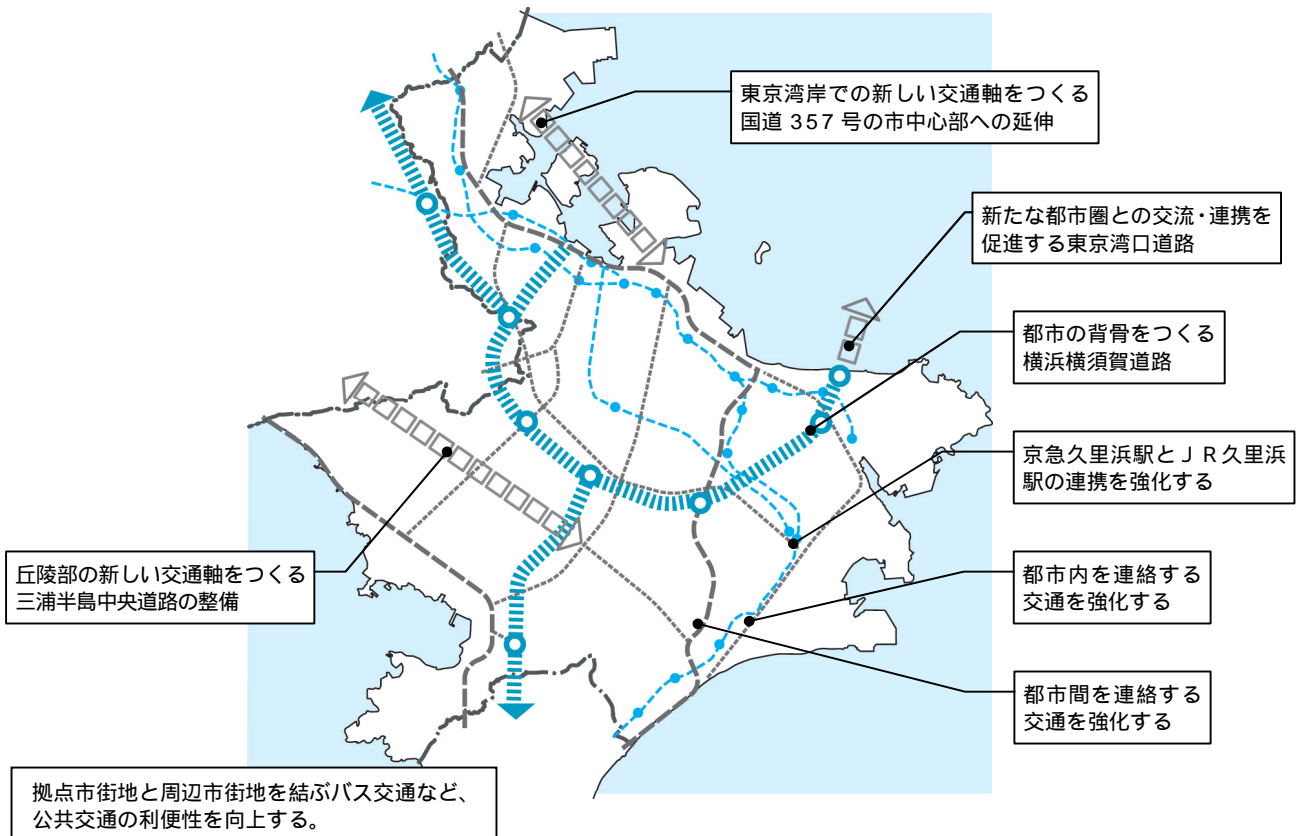 東京湾岸での新しい交通軸をつくる
国道 357 号の市中心部への延伸
新たな都市圏との交流・連携を
促進する東京湾口道路
都市の背骨をつくる
横浜横須賀道路
京急久里浜駅とＪＲ久里浜
駅の連携を強化する
丘陵部の新しい交通軸をつくる
三浦半島中央道路の整備
都市内を連絡する
交通を強化する
都市間を連絡する
交通を強化する
拠点市街地と周辺市街地を結ぶバス交通など、
公共交通の利便性を向上する。